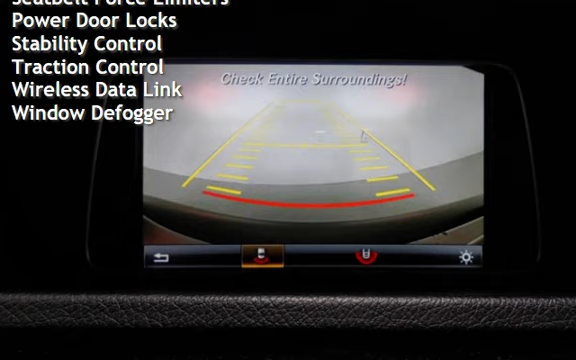 Seatbelt Force Limiters
Power Door Locks
Stability Control
Traction Control
Wireless Data Link
Window Defogger
Check Entire Surroundings!